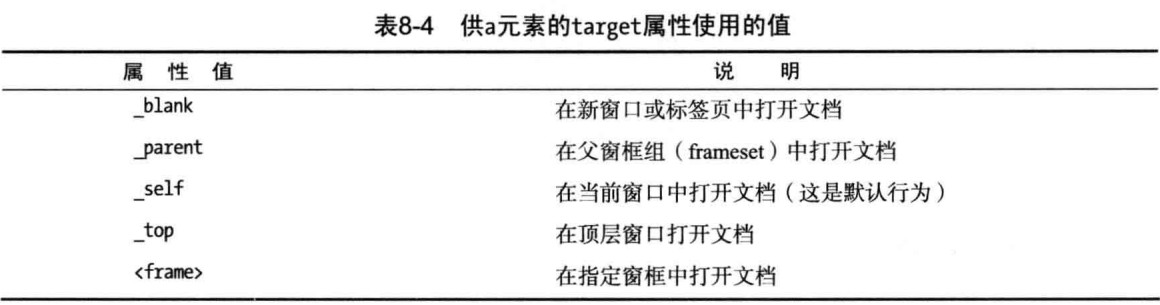 表8-4 供a元素的target属性使用的值
属 性 值 说 明
_blank 在新窗口或标签页中打开文档
_parent 在父窗框组（frameset）中打开文档
_self 在当前窗口中打开文档（这是默认行为）
_top 在顶层窗口打开文档
<frame> 在指定窗框中打开文档